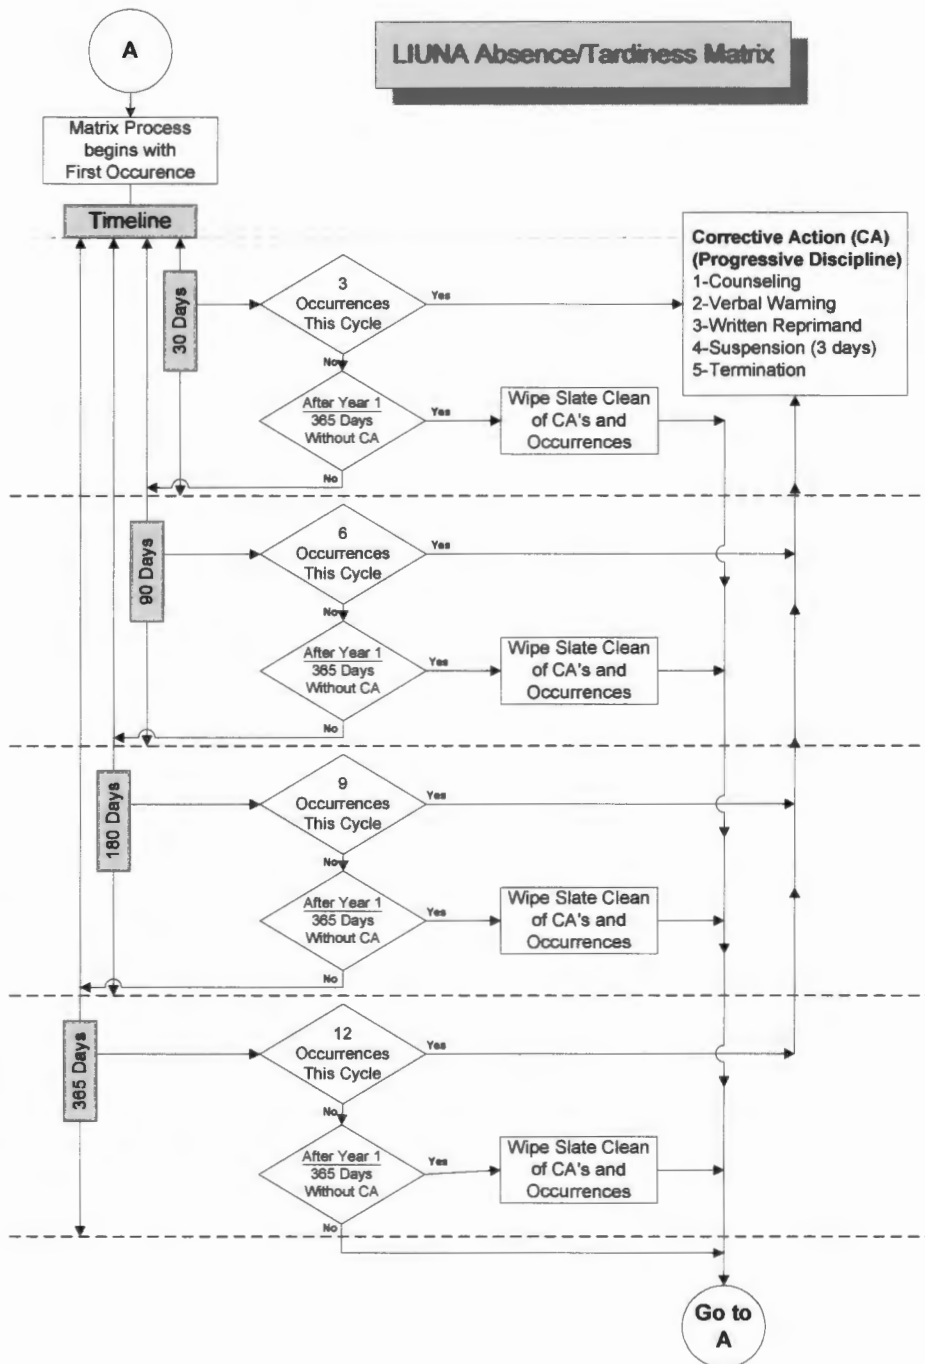 A
LIUNA Absence/Tardiness Matrix
Matrix Process
begins with
First Occurence
Timeline
Corrective Action (CA)
(Progressive Discipline)
1-Counseling
2-Verbal Warning
3-Written Reprimand
4-Suspension (3 days)
5-Termination
30 Days
3
Occurrences
This Cycle
Yes
No
After Year 1
365 Days
Without CA
Yes
Wipe Slate Clean
of CA's and
Occurrences
No
90 Days
6
Occurrences
This Cycle
Yes
No
After Year 1
365 Days
Without CA
Yes
Wipe Slate Clean
of CA's and
Occurrences
No
180 Days
9
Occurrences
This Cycle
Yes
No
After Year 1
365 Days
Without CA
Yes
Wipe Slate Clean
of CA's and
Occurrences
No
365 Days
12
Occurrences
This Cycle
Yes
No
After Year 1
365 Days
Without CA
Yes
Wipe Slate Clean
of CA's and
Occurrences
No
Go to
A